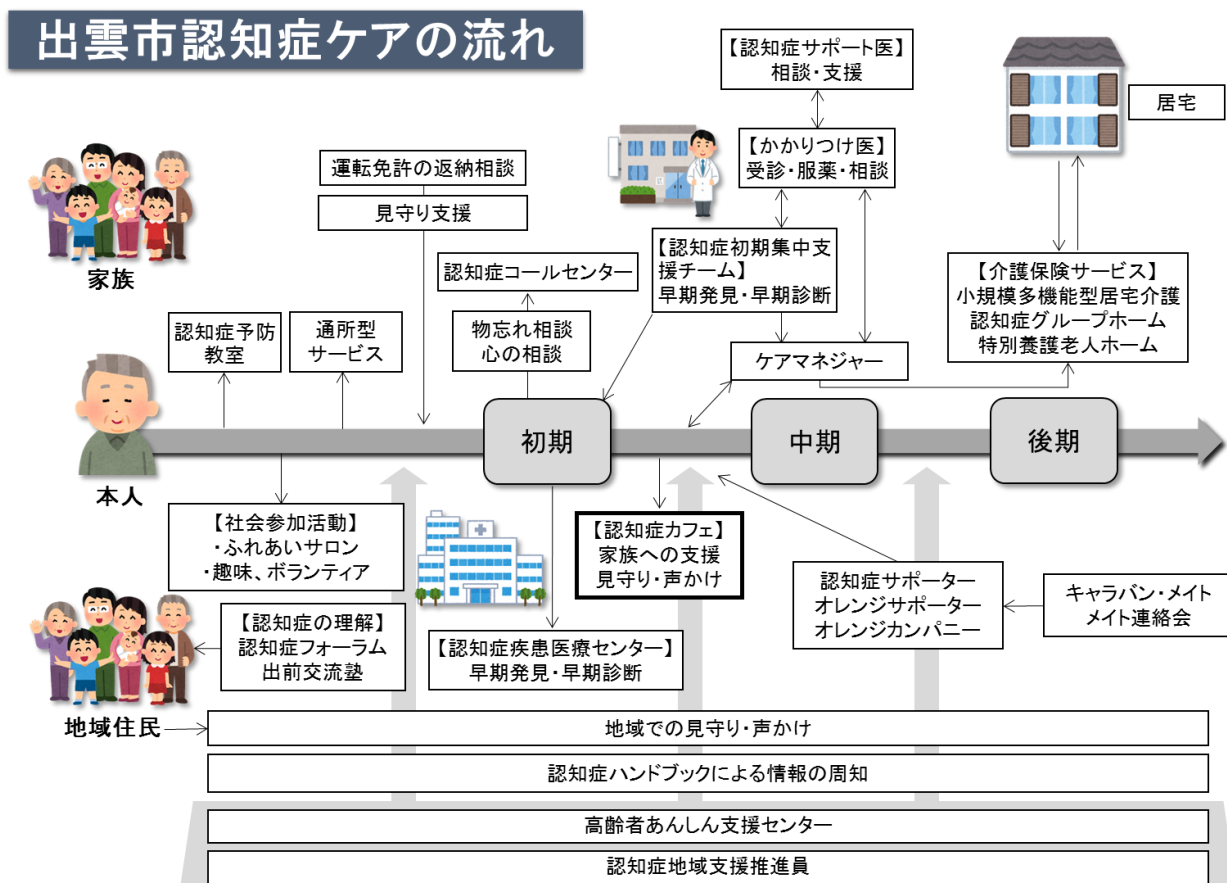 出雲市認知症ケアの流れ
【認知症サポート医】
相談・支援
居宅
【かかりつけ医】
受診・服薬・相談
運転免許の返納相談
見守り支援
家族
【認知症初期集中支
援チーム】
早期発見・早期診断
認知症コールセンター
【介護保険サービス】
小規模多機能型居宅介護
認知症グループホーム
特別養護老人ホーム
認知症予防
教室
通所型
サービス
物忘れ相談
心の相談
ケアマネジャー
初期
中期
後期
本人
【社会参加活動】
・ふれあいサロン
・趣味、ボランティア
【認知症カフェ】
家族への支援
見守り・声かけ
認知症サポーター
オレンジサポーター
オレンジカンパニー
キャラバン・メイト
メイト連絡会
【認知症の理解】
認知症フォーラム
出前交流塾
【認知症疾患医療センター】
早期発見・早期診断
地域住民
地域での見守り・声かけ
認知症ハンドブックによる情報の周知
高齢者あんしん支援センター
認知症地域支援推進員